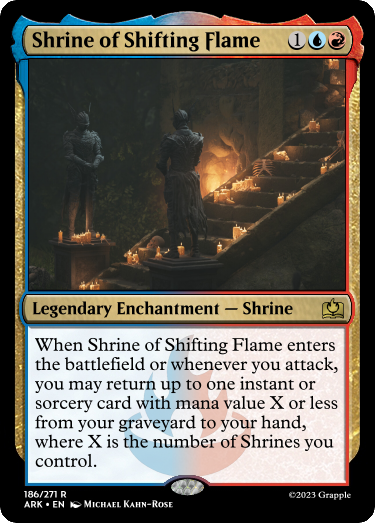 Shrine of Shifting Flame 1
Legendary Enchantment — Shrine
When Shrine of Shifting Flame enters
the battlefield or whenever you attack,
you may return up to one instant or
sorcery card with mana value X or less
from your graveyard to your hand,
where X is the number of Shrines you
control.
186/271 R
ARK • EN Michael Kahn-Rose
©2023 Grapple